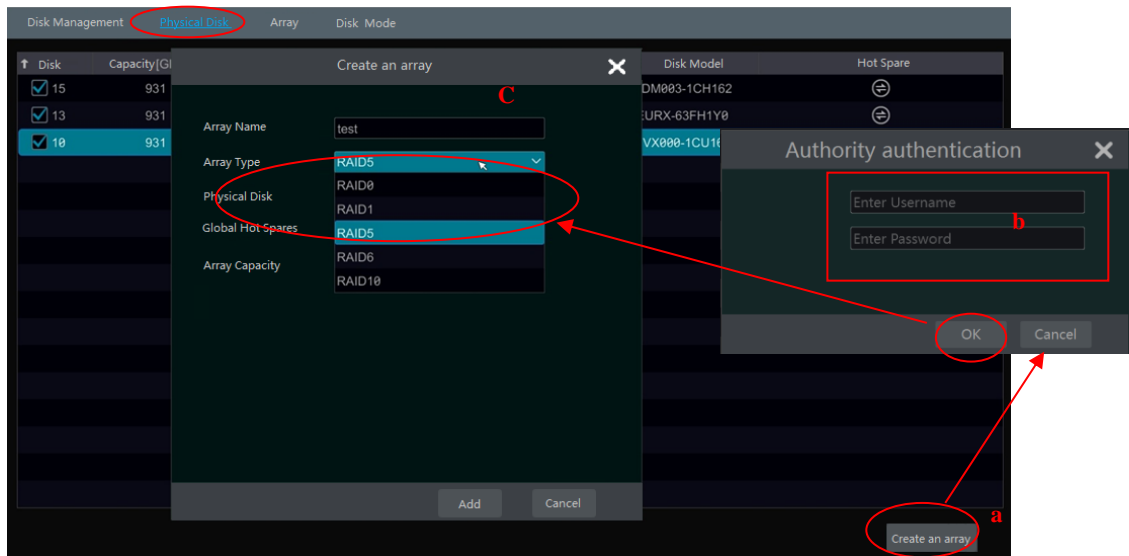 Disk Management Physical Disk Array Disk Mode
Disk Capacity[GB Create an array Disk Model Hot Spare
15 931 DM003-1CH162
13 931 EURX-63FH1Y0
10 931 VX000-1CU16
C
Array Name test
Array Type RAID5
Physical Disk RAID0
RAID1
Global Hot Spares RAID5
Array Capacity RAID6
RAID10
Add Cancel
Authority authentication
Enter Username
b
Enter Password
OK Cancel
a
Create an array